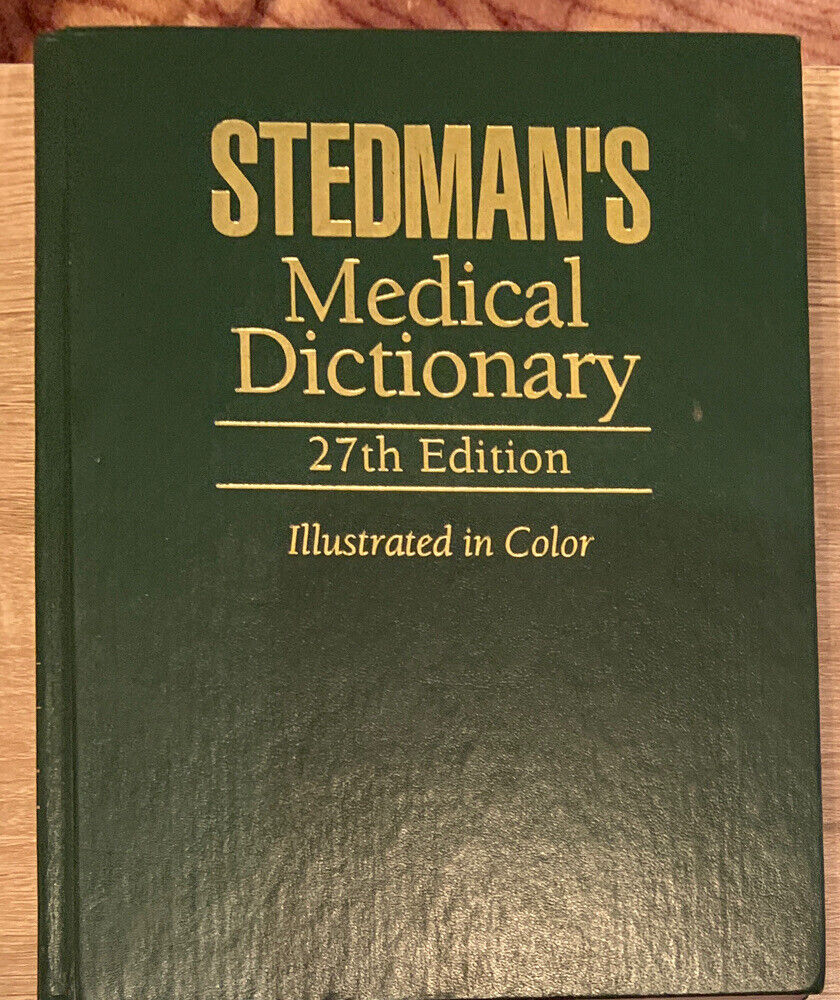 STEDMAN'S
Medical
Dictionary
27th Edition
Illustrated in Color